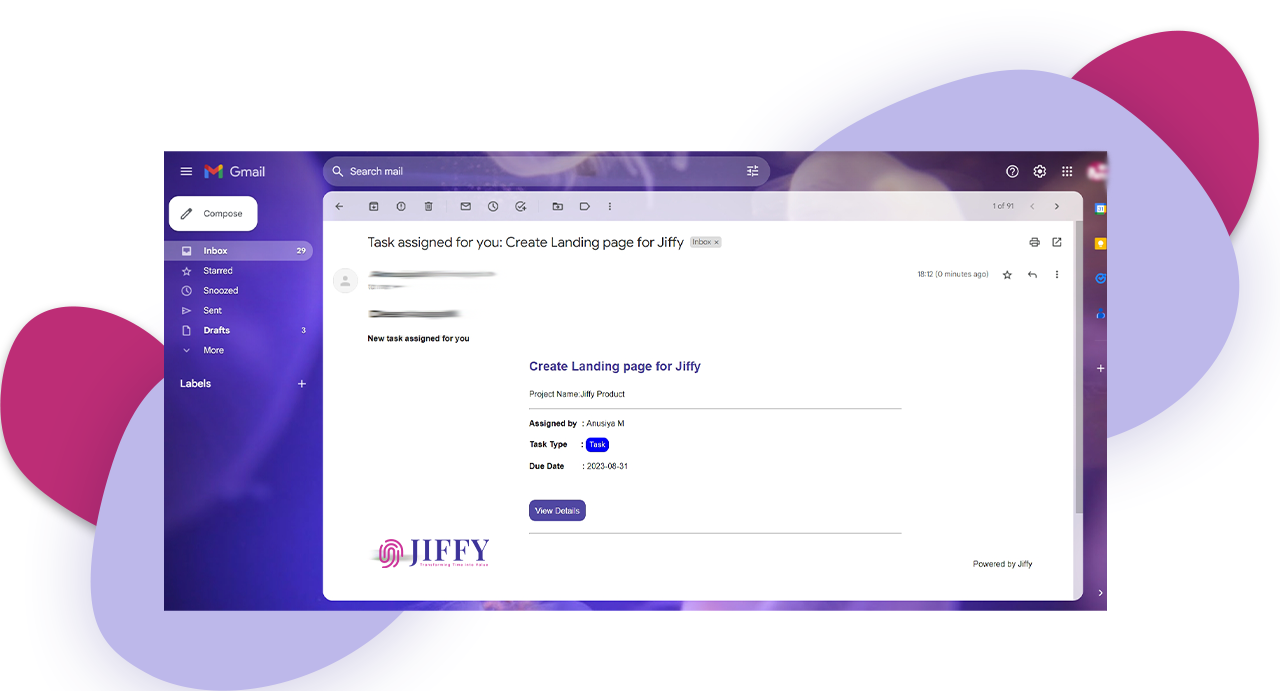 Gmail
Search mail
Compose
Inbox 29
Starred
Snoozed
Sent
Drafts 3
More
Labels
1 of 91
Task assigned for you: Create Landing page for Jiffy Inbox ×
18:12 (0 minutes ago)
New task assigned for you
Create Landing page for Jiffy
Project Name:Jiffy Product
Assigned by : Anusiya M
Task Type : Task
Due Date : 2023-08-31
View Details
JIFFY
Transforming Time into Value
Powered by Jiffy